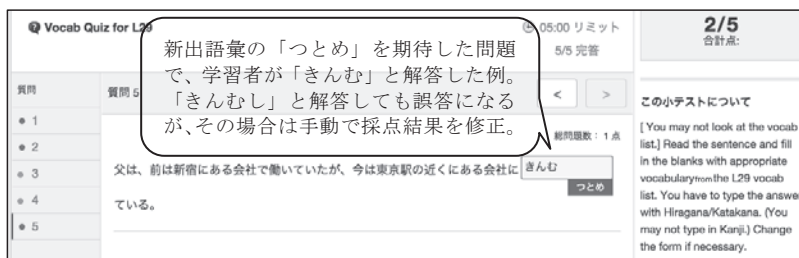 Vocab Quiz for L29
05:00 リミット
5/5 完答
2/5
合計点:
新出語彙の「つとめ」を期待した問題
で、学習者が「きんむ」と解答した例。
「きんむし」と解答しても誤答になる
が、その場合は手動で採点結果を修正。
質問
質問 5
<
>
1
2
3
4
5
総問題数: 1 点
父は、前は新宿にある会社で働いていたが、今は東京駅の近くにある会社に
きんむ
つとめ
ている。
このテストについて
[ You may not look at the vocab
list.] Read the sentence and fill
in the blanks with appropriate
vocabulary from the L29 vocab
list. You have to type the answe
with Hiragana/Katakana. (You
may not type in Kanji.) Change
the form if necessary.